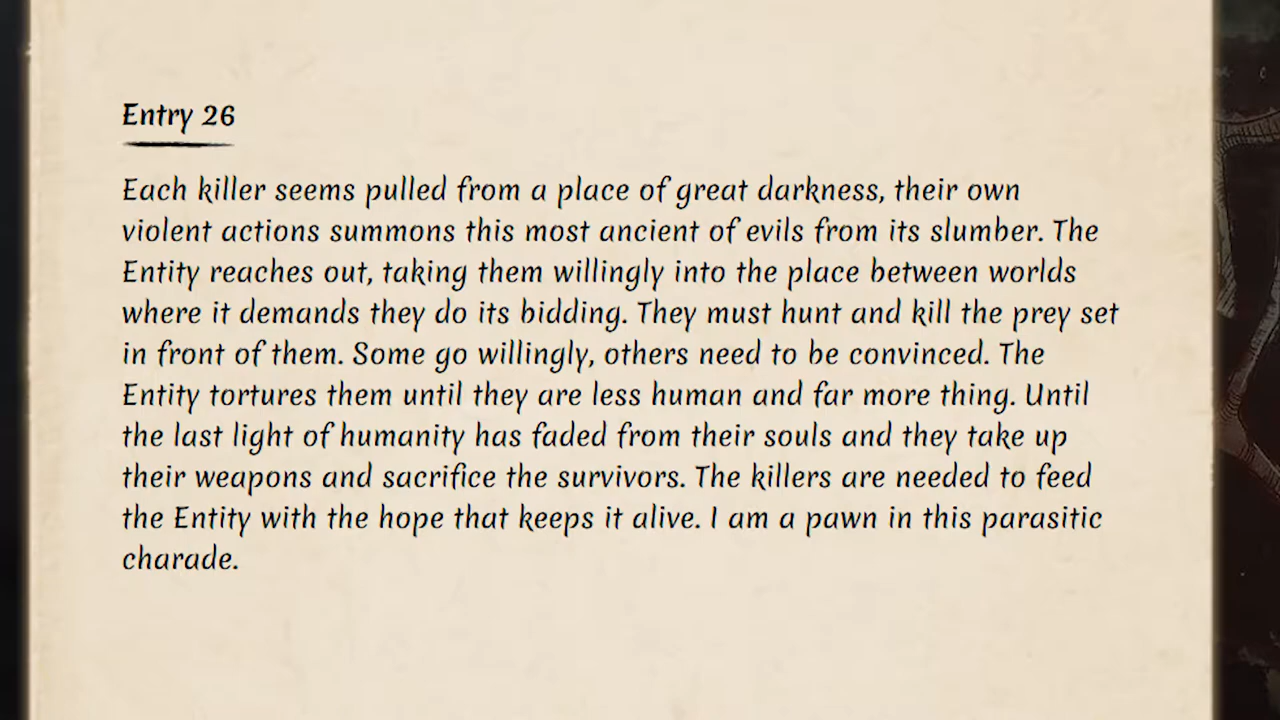 Entry 26
Each killer seems pulled from a place of great darkness, their own
violent actions summons this most ancient of evils from its slumber. The
Entity reaches out, taking them willingly into the place between worlds
where it demands they do its bidding. They must hunt and kill the prey set
in front of them. Some go willingly, others need to be convinced. The
Entity tortures them until they are less human and far more thing. Until
the last light of humanity has faded from their souls and they take up
their weapons and sacrifice the survivors. The killers are needed to feed
the Entity with the hope that keeps it alive. I am a pawn in this parasitic
charade.